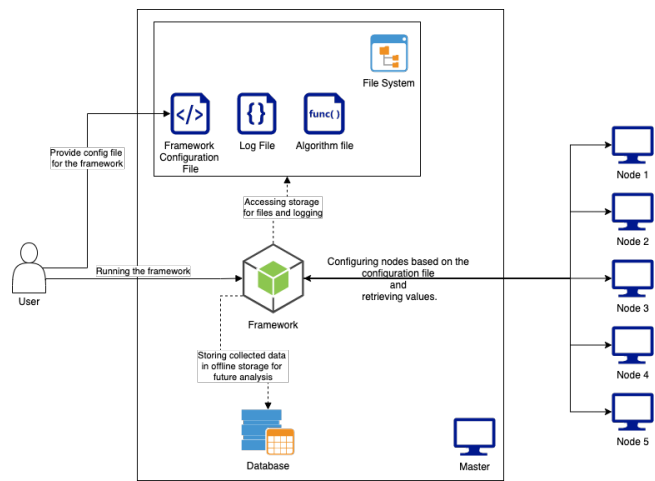 File System
</>
{}
func( )
Framework
Configuration
File
Log File
Algorithm file
Provide config file
for the framework
Accessing storage
for files and logging
Node 1
Node 2
Node 3
Node 4
Node 5
User
Running the framework
Configuring nodes based on the
configuration file
and
retrieving values.
Framework
Storing collected data
in offline storage for
future analysis
Database
Master